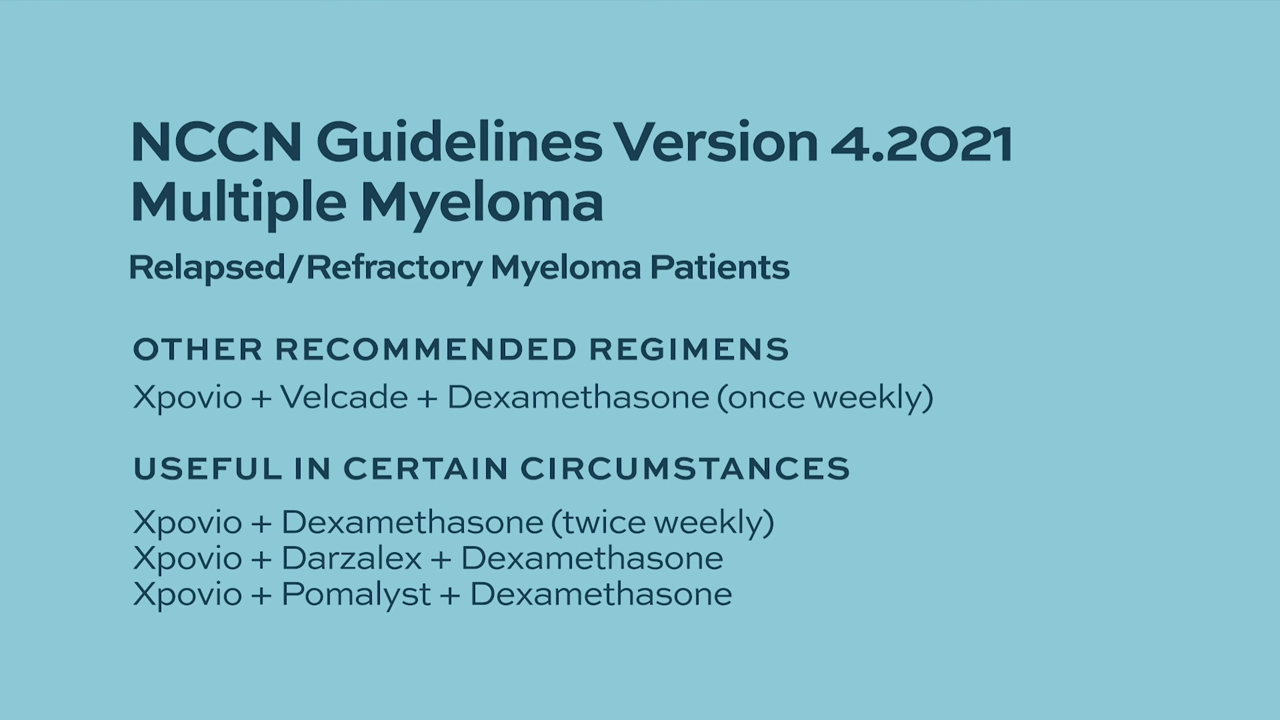 NCCN Guidelines Version 4.2021
Multiple Myeloma
Relapsed/Refractory Myeloma Patients
OTHER RECOMMENDED REGIMENS
Xpovio + Velcade + Dexamethasone (once weekly)
USEFUL IN CERTAIN CIRCUMSTANCES
Xpovio + Dexamethasone (twice weekly)
Xpovio + Darzalex + Dexamethasone
Xpovio + Pomalyst + Dexamethasone